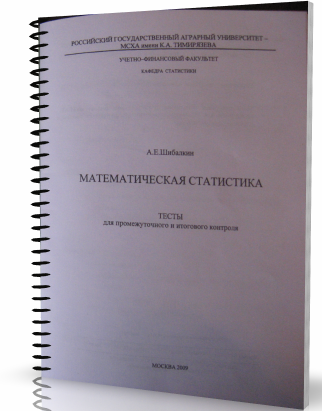 РОССИЙСКИЙ ГОСУДАРСТВЕННЫЙ АГРАРНЫЙ УНИВЕРСИТЕТ –
МСХА имени К.А. ТИМИРЯЗЕВА
УЧЕТНО-ФИНАНСОВЫЙ ФАКУЛЬТЕТ
КАФЕДРА СТАТИСТИКИ
А.Е.Шибалкин
МАТЕМАТИЧЕСКАЯ СТАТИСТИКА
ТЕСТЫ
для промежуточного и итогового контроля
МОСКВА 2009